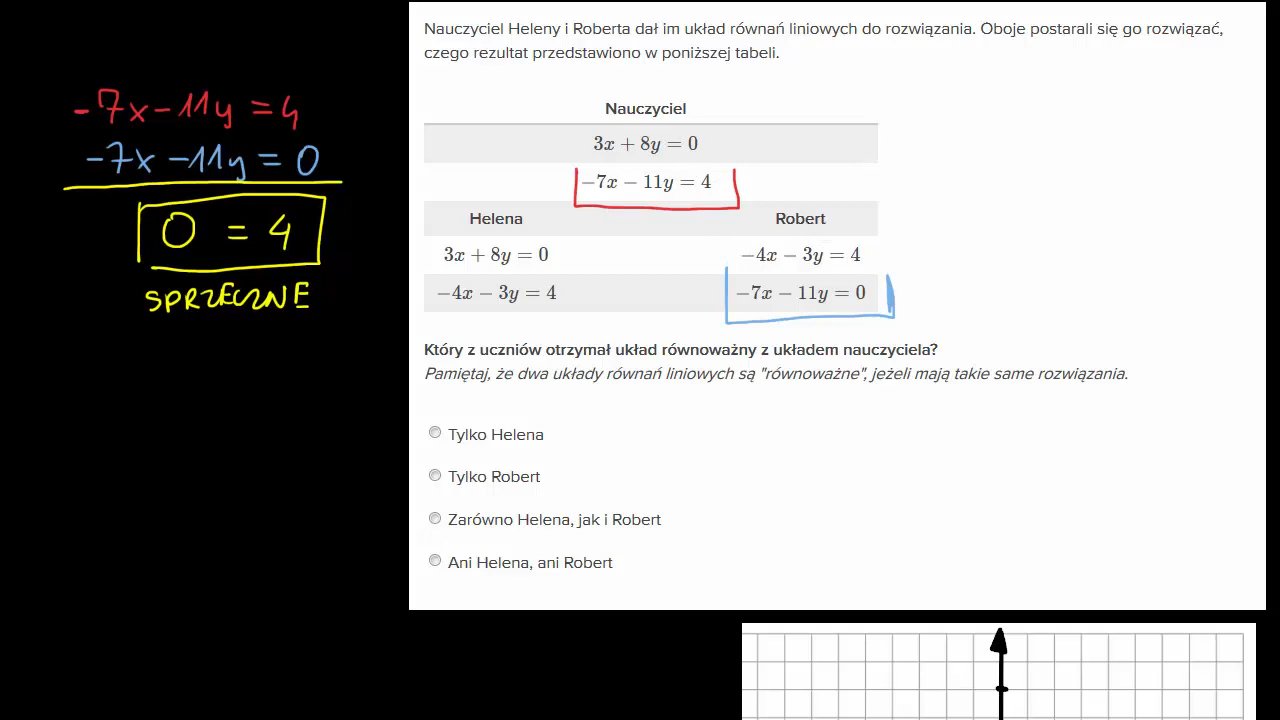 -7x-11y=4
-7x-11y=0
0=4
SPRZECZNE
Nauczyciel Heleny i Roberta dał im układ równań liniowych do rozwiązania. Oboje postarali się go rozwiązać,
czego rezultat przedstawiono w poniższej tabeli.
Nauczyciel
3x + 8y = 0
−7x − 11y = 4
Helena Robert
3x + 8y = 0 −4x − 3y = 4
−4x − 3y = 4 −7x − 11y = 0
Który z uczniów otrzymał układ równoważny z układem nauczyciela?
Pamiętaj, że dwa układy równań liniowych są "równoważne", jeżeli mają takie same rozwiązania.
Tylko Helena
Tylko Robert
Zarówno Helena, jak i Robert
Ani Helena, ani Robert